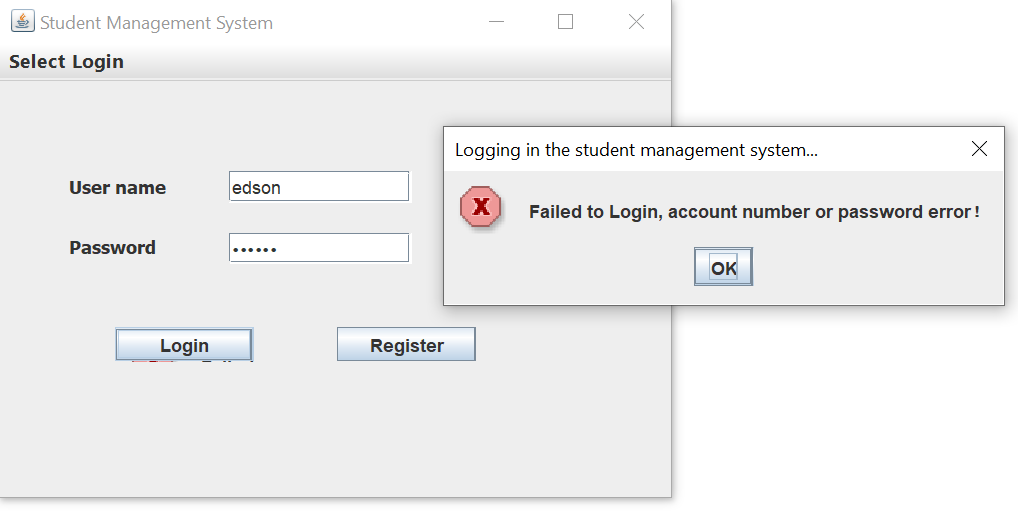 Student Management System
Select Login
Logging in the student management system...
User name
edson
Failed to Login, account number or password error!
Password
••••••
OK
Login
Register